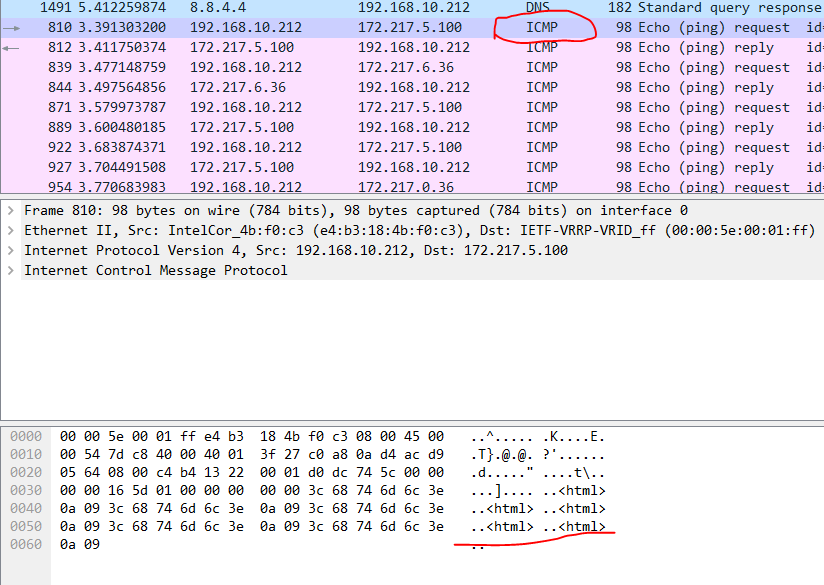 1491 5.412259874 8.8.4.4 192.168.10.212 DNS 182 Standard query response
810 3.391303200 192.168.10.212 172.217.5.100 ICMP 98 Echo (ping) request id=
812 3.411750374 172.217.5.100 192.168.10.212 ICMP 98 Echo (ping) reply id=
839 3.477148759 192.168.10.212 172.217.6.36 ICMP 98 Echo (ping) request id=
844 3.497564856 172.217.6.36 192.168.10.212 ICMP 98 Echo (ping) reply id=
871 3.579973787 192.168.10.212 172.217.5.100 ICMP 98 Echo (ping) request id=
889 3.600480185 172.217.5.100 192.168.10.212 ICMP 98 Echo (ping) reply id=
922 3.683874371 192.168.10.212 172.217.5.100 ICMP 98 Echo (ping) request id=
927 3.704491508 172.217.5.100 192.168.10.212 ICMP 98 Echo (ping) reply id=
954 3.770683983 192.168.10.212 172.217.0.36 ICMP 98 Echo (ping) request id=
Frame 810: 98 bytes on wire (784 bits), 98 bytes captured (784 bits) on interface 0
Ethernet II, Src: IntelCor_4b:f0:c3 (e4:b3:18:4b:f0:c3), Dst: IETF-VRRP-VRID_ff (00:00:5e:00:01:ff)
Internet Protocol Version 4, Src: 192.168.10.212, Dst: 172.217.5.100
Internet Control Message Protocol
0000 00 00 5e 00 01 ff e4 b3 18 4b f0 c3 08 00 45 00 ..^..... .K....E.
0010 00 54 7d c8 40 00 40 01 3f 27 c0 a8 0a d4 ac d9 .T}.@.@. ?'......
0020 05 64 08 00 c4 b4 13 22 00 01 d0 dc 74 5c 00 00 .d....." ....t\..
0030 00 00 16 5d 01 00 00 00 00 00 3c 68 74 6d 6c 3e ...].... ..<html>
0040 0a 09 3c 68 74 6d 6c 3e 0a 09 3c 68 74 6d 6c 3e ..<html> ..<html>
0050 0a 09 3c 68 74 6d 6c 3e 0a 09 3c 68 74 6d 6c 3e ..<html> ..<html>
0060 0a 09 ..